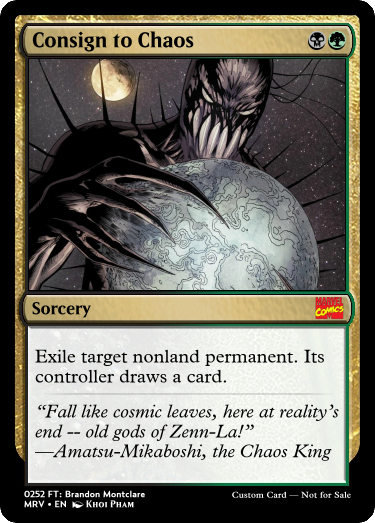 Consign to Chaos
Sorcery
MARVEL
COMICS
Exile target nonland permanent. Its
controller draws a card.
“Fall like cosmic leaves, here at reality’s
end -- old gods of Zenn-La!”
—Amatsu-Mikaboshi, the Chaos King
0252 FT: Brandon Montclare
MRV • EN Khoi Pham
Custom Card — Not for Sale